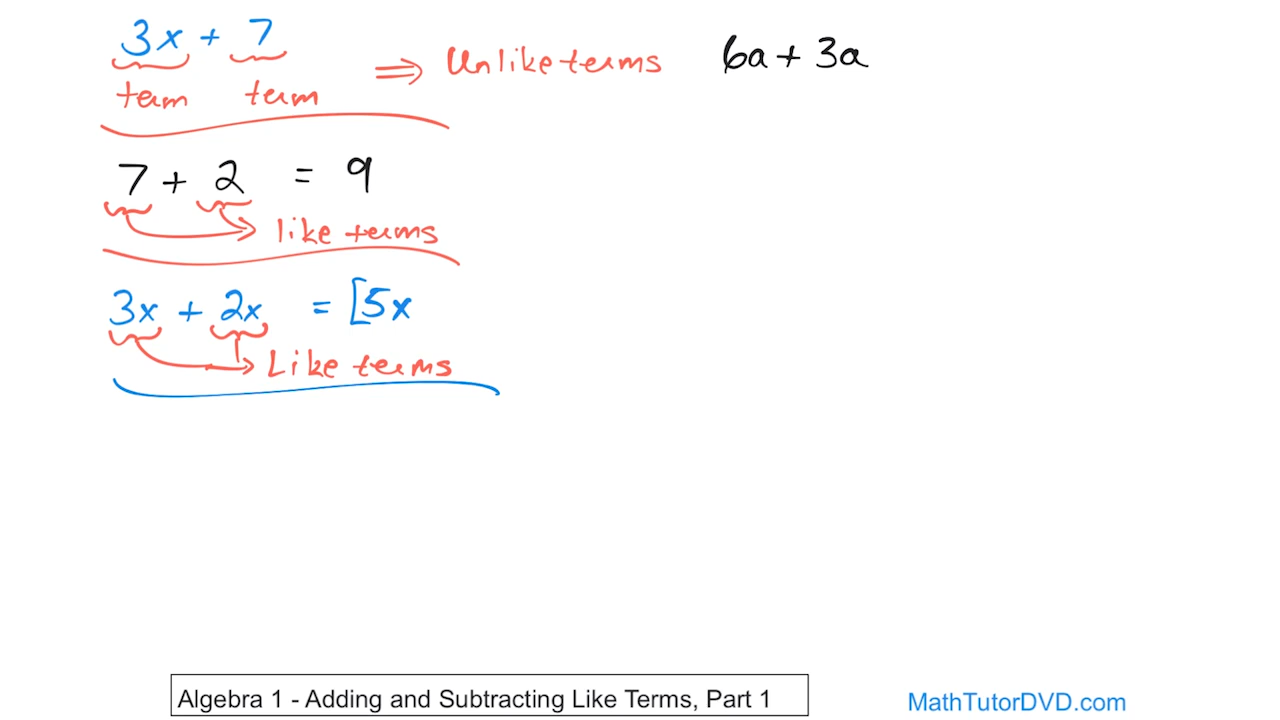 3x + 7
term term ⇒ Unlike terms
6a + 3a
7 + 2 = 9
like terms
3x + 2x = [5x
Like terms
Algebra 1 - Adding and Subtracting Like Terms, Part 1
MathTutorDVD.com